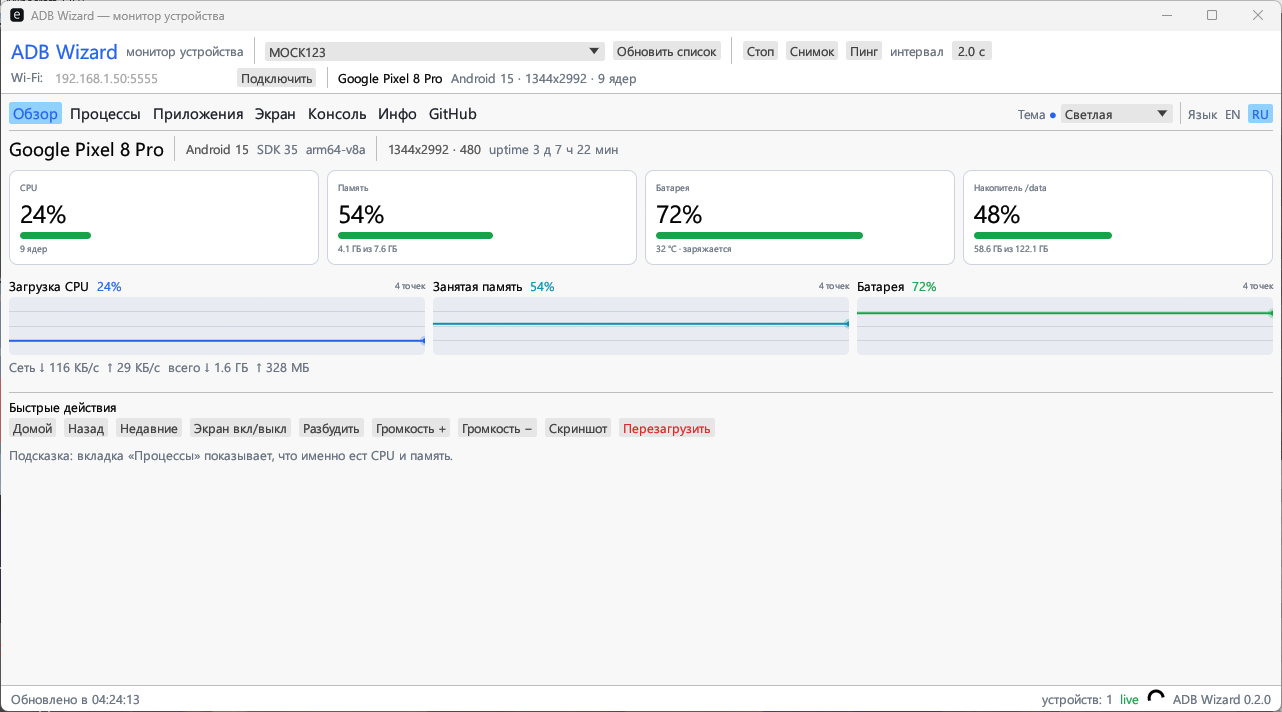 ADB Wizard — монитор устройства
ADB Wizard монитор устройства МОСК123 Обновить список Стоп Снимок Пинг интервал 2.0 с
Wi-Fi: 192.168.1.50:5555 Подключить Google Pixel 8 Pro Android 15 · 1344x2992 · 9 ядер
Обзор Процессы Приложения Экран Консоль Инфо GitHub Тема Светлая Язык EN RU
Google Pixel 8 Pro Android 15 SDK 35 arm64-v8a 1344x2992 · 480 uptime 3 д 7 ч 22 мин
CPU Память Батарея Накопитель /data
24% 54% 72% 48%
9 ядер 4.1 ГБ из 7.6 ГБ 32 °C · заряжается 58.6 ГБ из 122.1 ГБ
Загрузка CPU 24% 4 точек Занятая память 54% 4 точек Батарея 72% 4 точек
Сеть ↓ 116 КБ/с ↑ 29 КБ/с всего ↓ 1.6 ГБ ↑ 328 МБ
Быстрые действия
Домой Назад Недавние Экран вкл/выкл Разбудить Громкость + Громкость − Скриншот Перезагрузить
Подсказка: вкладка «Процессы» показывает, что именно ест CPU и память.
Обновлено в 04:24:13 устройств: 1 live ADB Wizard 0.2.0